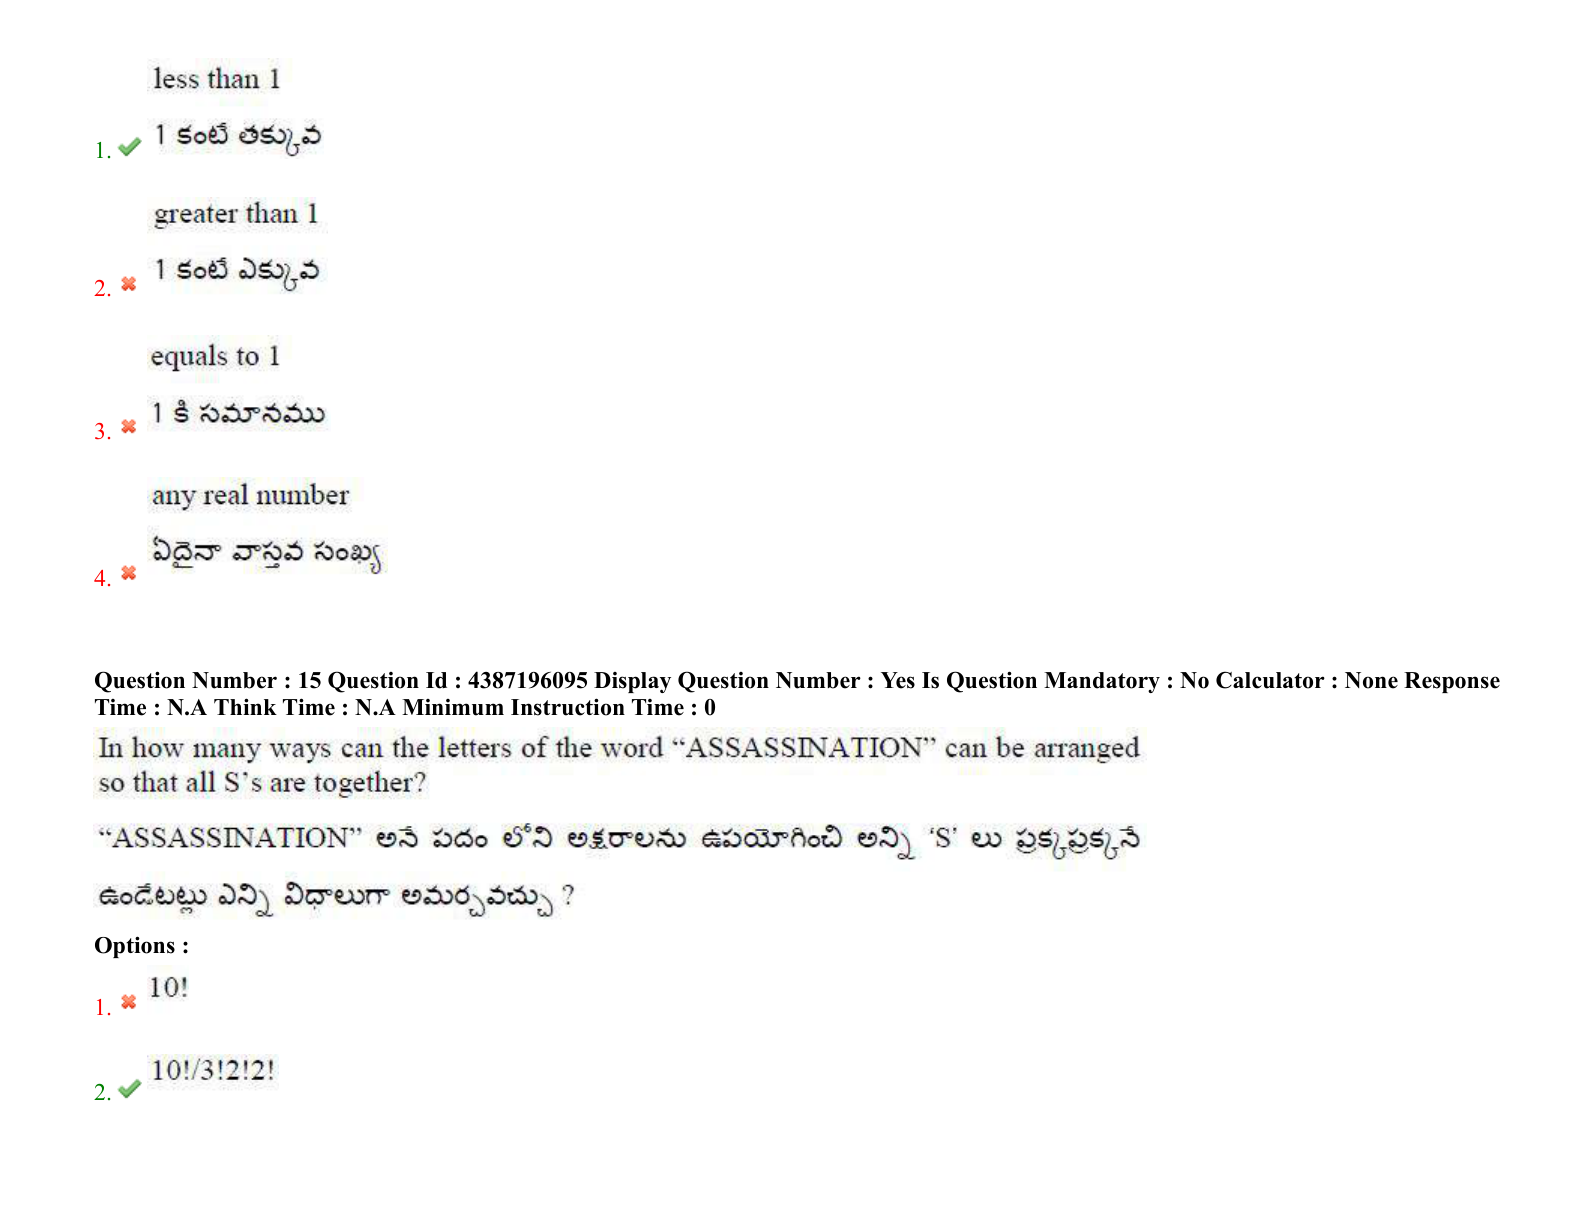 less than 1
1. 1 కంటే తక్కువ
greater than 1
2. 1 కంటే ఎక్కువ
equals to 1
3. 1 కి సమానము
any real number
4. ఏదైనా వాస్తవ సంఖ్య
Question Number : 15 Question Id : 4387196095 Display Question Number : Yes Is Question Mandatory : No Calculator : None Response
Time : N.A Think Time : N.A Minimum Instruction Time : 0
In how many ways can the letters of the word “ASSASSINATION” can be arranged
so that all S’s are together?
“ASSASSINATION” అనే పదం లోని అక్షరాలను ఉపయోగించి అన్ని ‘S’ లు ప్రక్కప్రక్కనే
ఉండేటట్లు ఎన్ని విధాలుగా అమర్చవచ్చు ?
Options :
1. 10!
2. 10!/3!2!2!